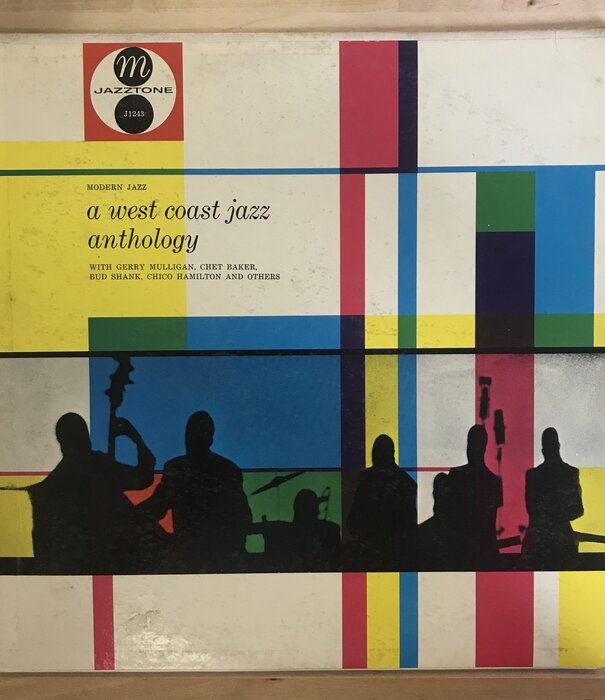 m
JAZZTONE
J1243
MODERN JAZZ
a west coast jazz
anthology
WITH GERRY MULLIGAN, CHET BAKER,
BUD SHANK, CHICO HAMILTON AND OTHERS